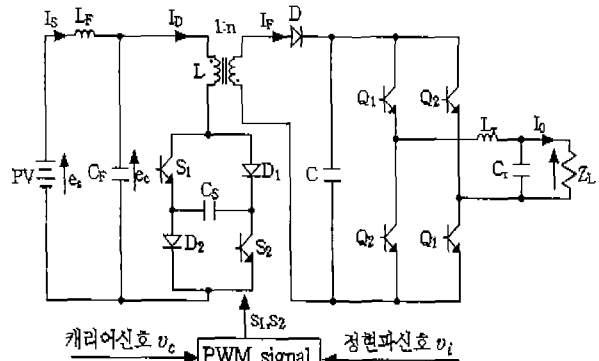 I_S L_F I_D 1:n I_F D
L Q_1 Q_2
S_1 D_1 L_r I_0
PV e_s C_F e_c C_S C C_r Z_L
D_2 S_2 Q_2 Q_1
S_1,S_2
캐리어신호 v_c 정현파신호 v_i
PWM signal